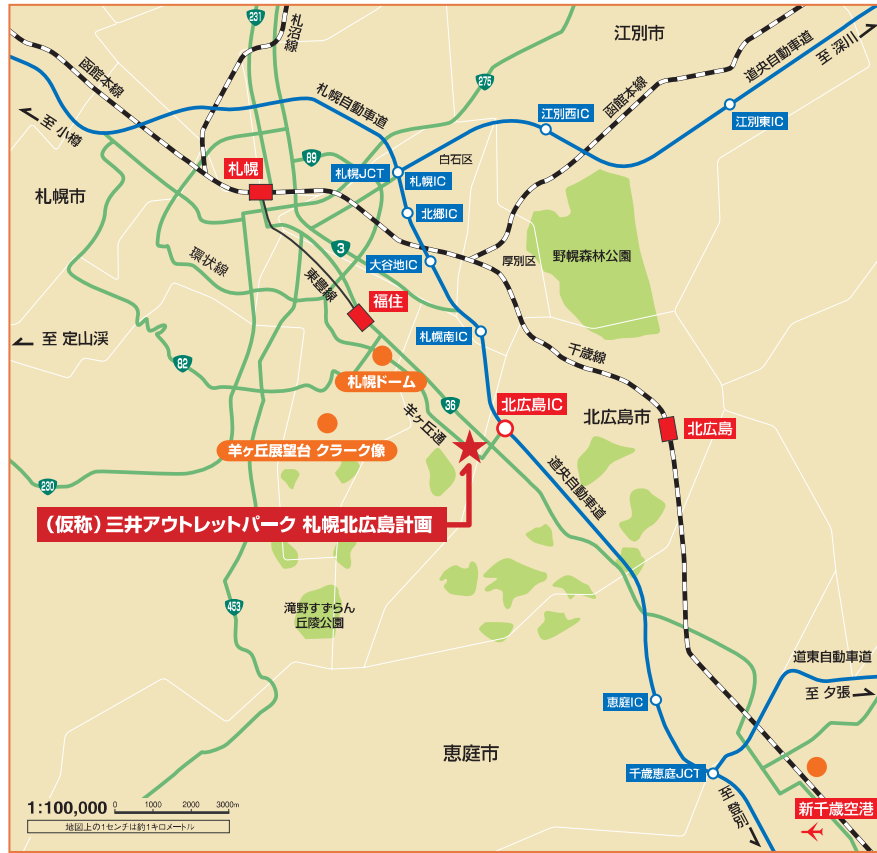 231
札沼線
江別市
函館本線
道央自動車道
至 深川
275
函館本線
札幌自動車道
江別西IC
江別東IC
至 小樽
89
白石区
札幌
札幌JCT
札幌IC
札幌市
北郷IC
3
環状線
大谷地IC
厚別区
野幌森林公園
東豊線
福住
至 定山渓
札幌南IC
千歳線
82
札幌ドーム
36
北広島IC
羊ヶ丘通
北広島市
北広島
羊ヶ丘展望台 クラーク像
道央自動車道
230
(仮称)三井アウトレットパーク 札幌北広島計画
453
滝野すずらん
丘陵公園
道東自動車道
至 夕張
恵庭IC
恵庭市
千歳恵庭JCT
至 登別
新千歳空港
1:100,000
0 1000 2000 3000m
地図上の1センチは約1キロメートル